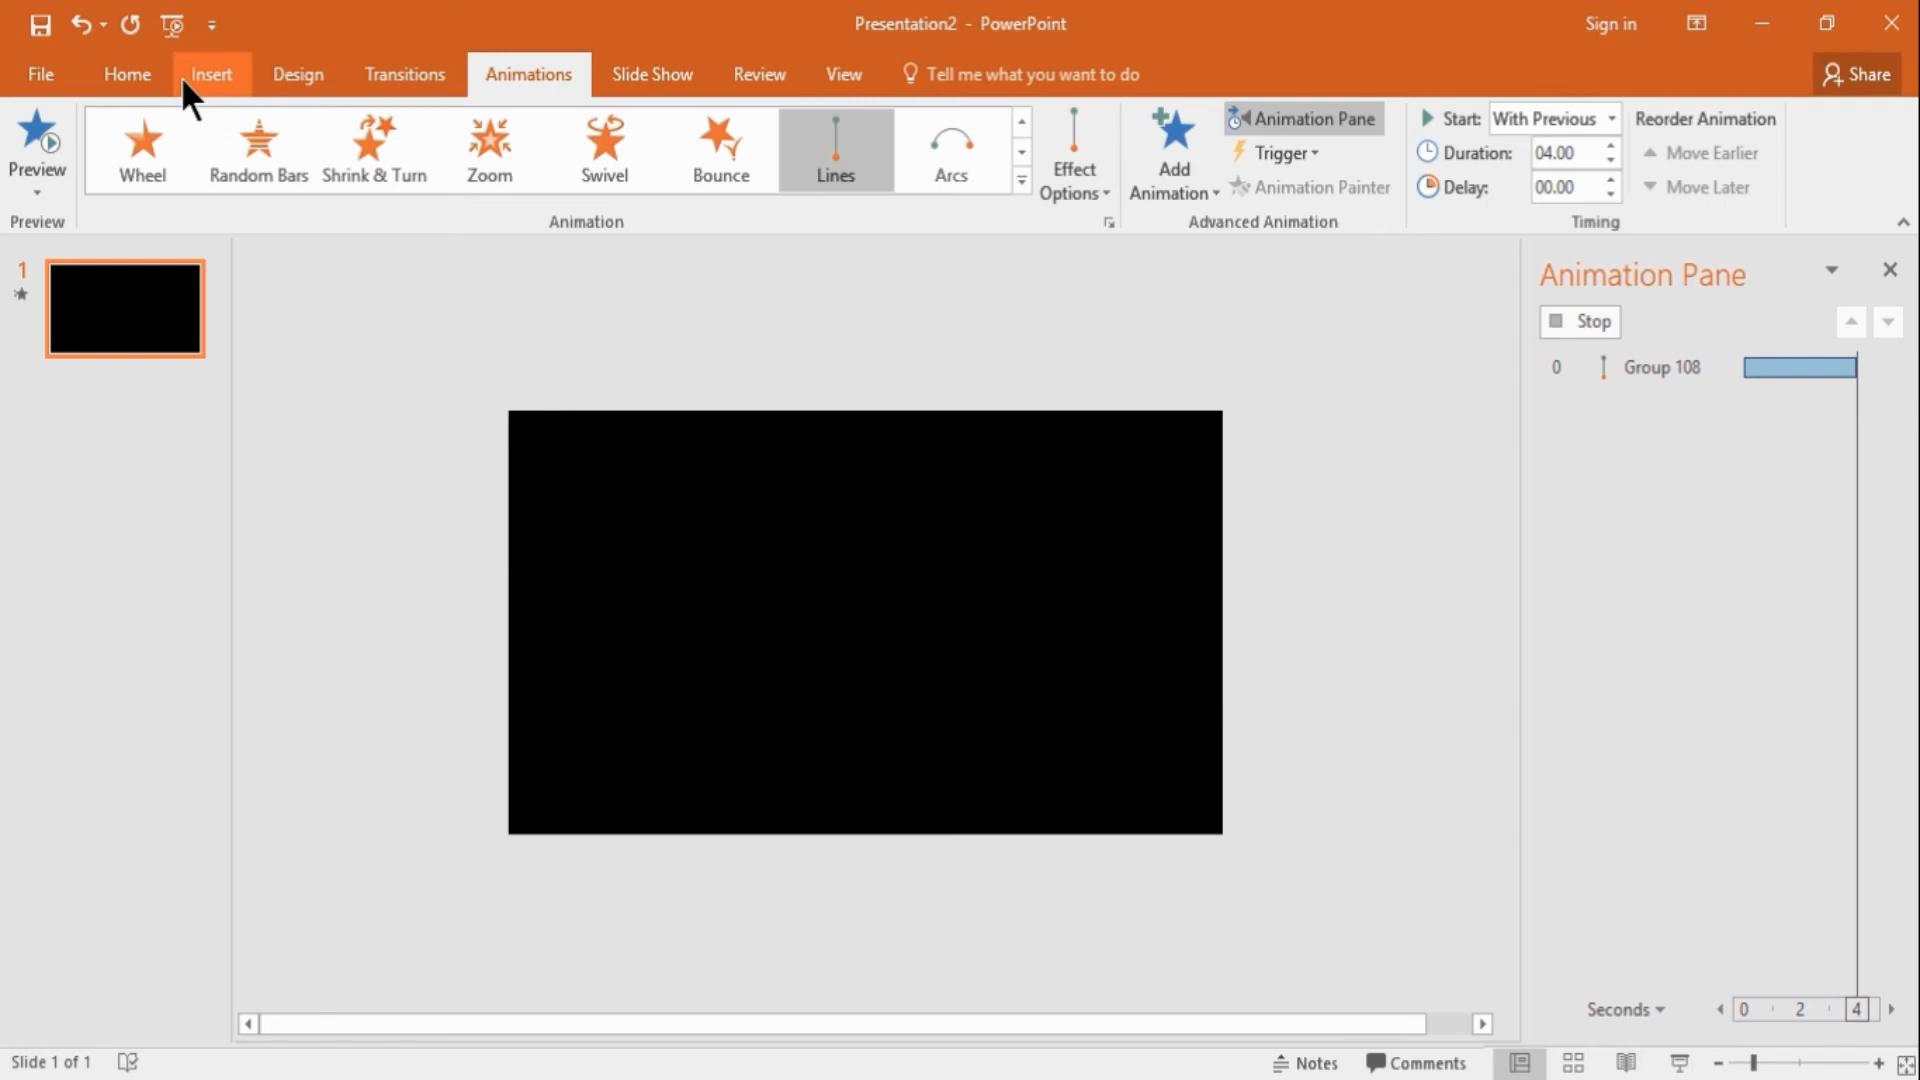 Presentation2 - PowerPoint
Sign in
File Home Insert Design Transitions Animations Slide Show Review View Tell me what you want to do Share
Preview
Wheel Random Bars Shrink & Turn Zoom Swivel Bounce Lines Arcs
Effect Options
Add Animation
Animation Pane
Trigger
Animation Painter
Start: With Previous
Duration: 04.00
Delay: 00.00
Reorder Animation
Move Earlier
Move Later
Preview Animation Advanced Animation Timing
1
Animation Pane
Stop
0 Group 108
Seconds 0 2 4
Slide 1 of 1 Notes Comments